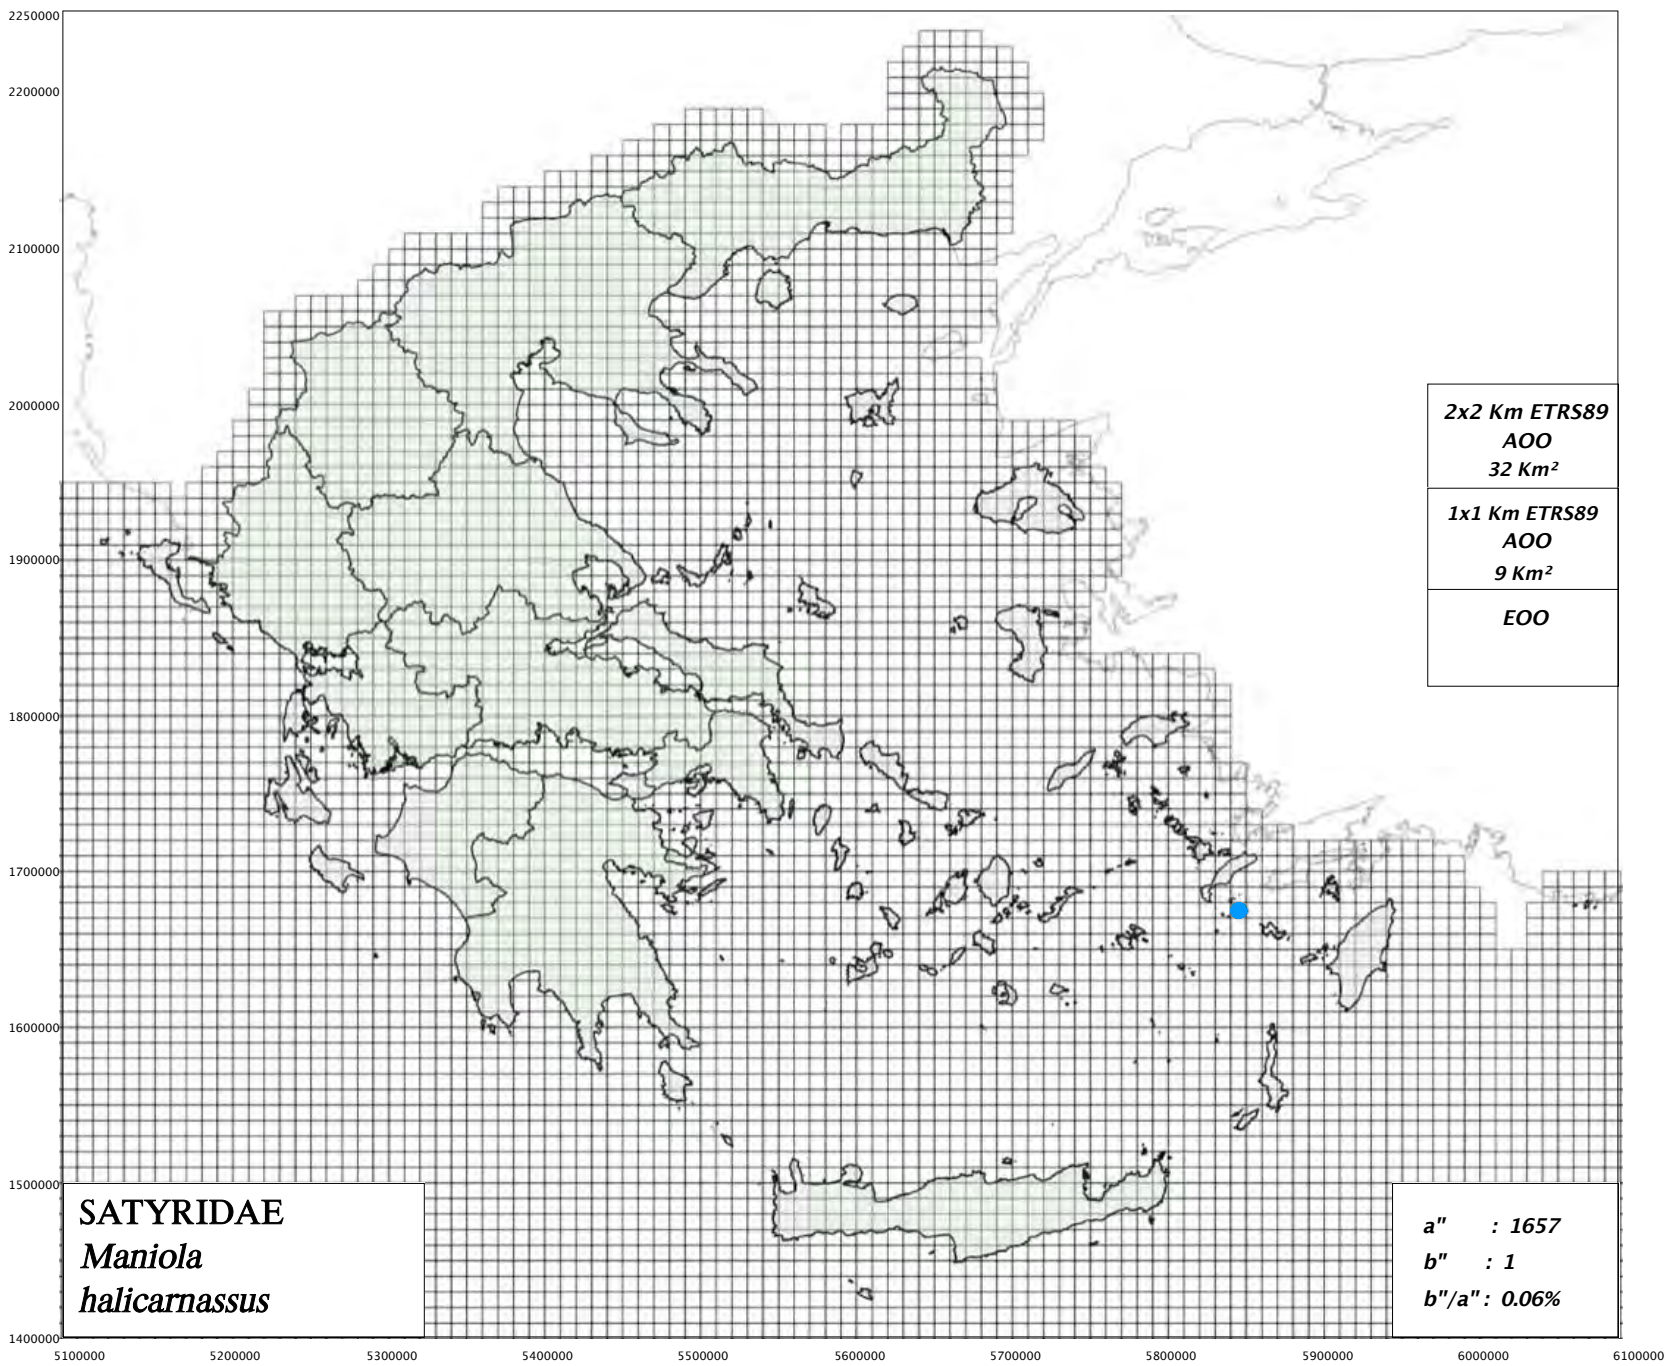 2250000
2200000
2100000
2000000
1900000
1800000
1700000
1600000
1500000
1400000
2x2 Km ETRS89
AOO
32 Km²
1x1 Km ETRS89
AOO
9 Km²
EOO
SATYRIDAE
Maniola
halicarnassus
a" : 1657
b" : 1
b"/a" : 0.06%
5100000 5200000 5300000 5400000 5500000 5600000 5700000 5800000 5900000 6000000 6100000